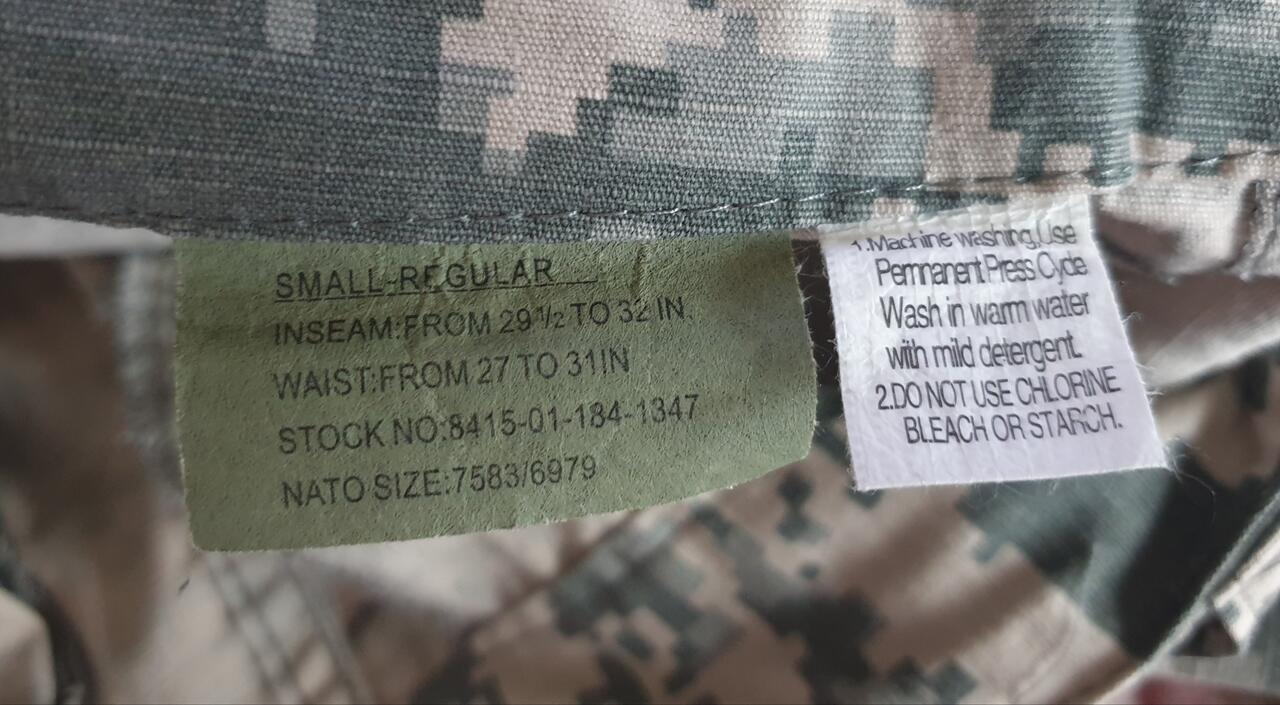 SMALL-REGULAR
INSEAM:FROM 29 1/2 TO 32 IN.
WAIST:FROM 27 TO 31IN
STOCK NO:8415-01-184-1347
NATO SIZE:7583/6979
1.Machine washing,Use
Permanent Press Cycle
Wash in warm water
with mild detergent.
2.DO NOT USE CHLORINE
BLEACH OR STARCH.